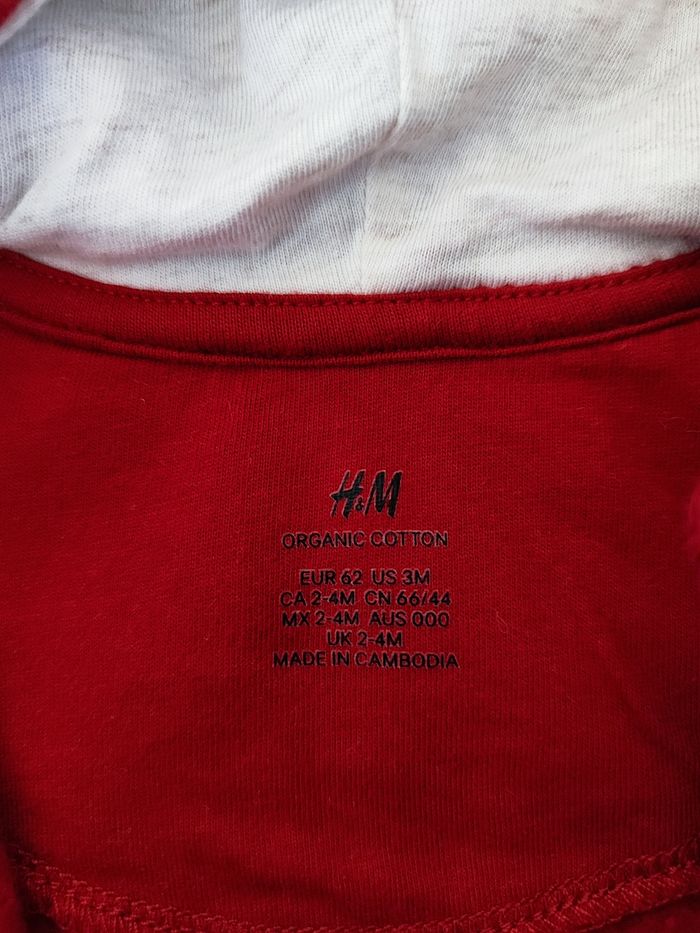 H&M
ORGANIC COTTON
EUR 62 US 3M
CA 2-4M CN 66/44
MX 2-4M AUS 000
UK 2-4M
MADE IN CAMBODIA